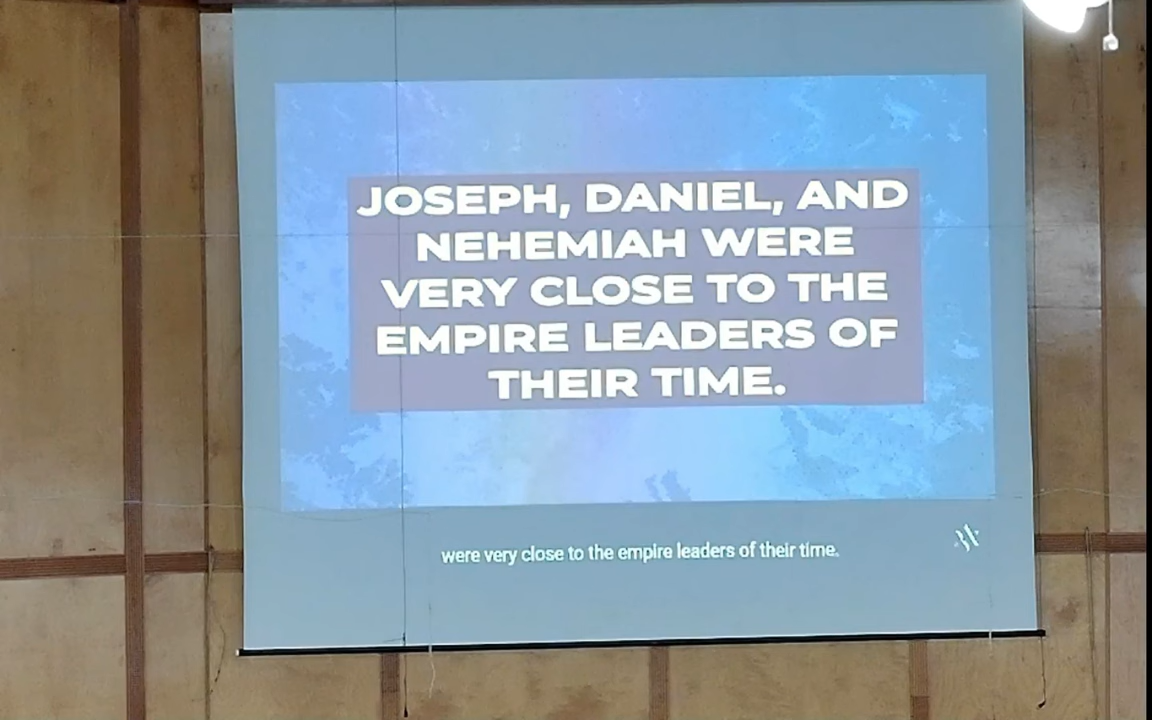 JOSEPH, DANIEL, AND
NEHEMIAH WERE
VERY CLOSE TO THE
EMPIRE LEADERS OF
THEIR TIME.
were very close to the empire leaders of their time.